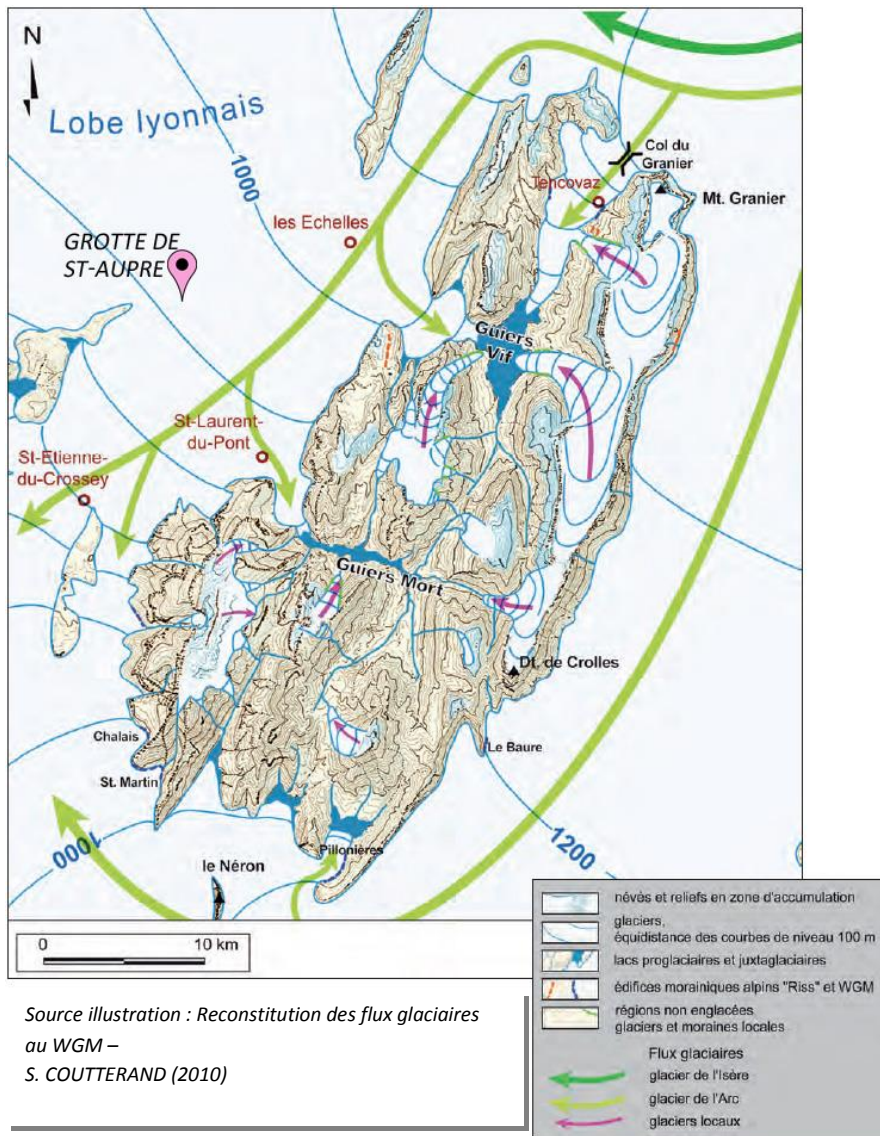 N
Lobe lyonnais
1000
Col du
Granier
Tencovaz
Mt. Granier
les Echelles
GROTTE DE
ST-AUPRE
Guiers
Vif
St-Laurent-
du-Pont
St-Etienne-
du-Crossey
Guiers Mort
Dt. de Crolles
Chalais
Le Baure
St. Martin
1000
1200
Pillonières
le Néron
0 10 km
névés et reliefs en zone d'accumulation
glaciers,
équidistance des courbes de niveau 100 m
lacs proglaciaires et juxtaglaciaires
édifices morainiques alpins "Riss" et WGM
régions non englacées
glaciers et moraines locales
Flux glaciaires
glacier de l'Isère
glacier de l'Arc
glaciers locaux
Source illustration : Reconstitution des flux glaciaires
au WGM –
S. COUTTERAND (2010)